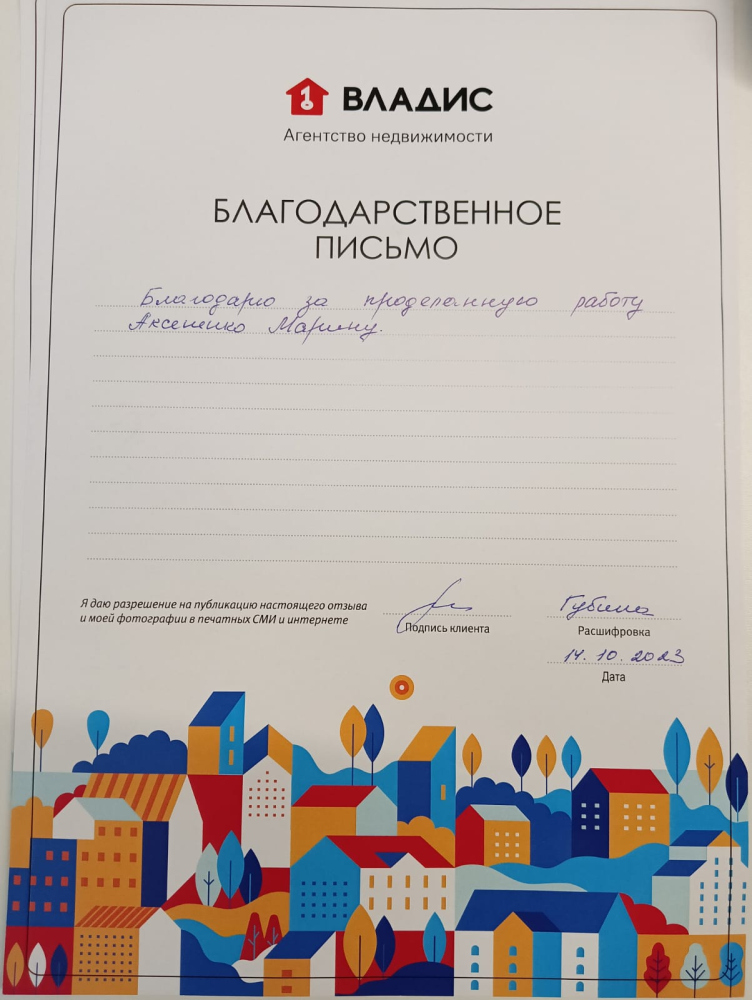 ВЛАДИС
Агентство недвижимости
БЛАГОДАРСТВЕННОЕ
ПИСЬМО
Благодарю за проделанную работу
Аксененко Марину.
Я даю разрешение на публикацию настоящего отзыва
и моей фотографии в печатных СМИ и интернете
Подпись клиента
Губина
Расшифровка
14.10.2023
Дата